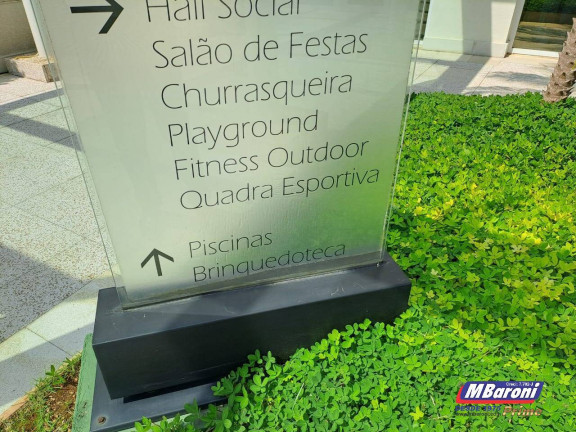 Hall Social
Salão de Festas
Churrasqueira
Playground
Fitness Outdoor
Quadra Esportiva
Piscinas
Brinquedoteca
MBaroni